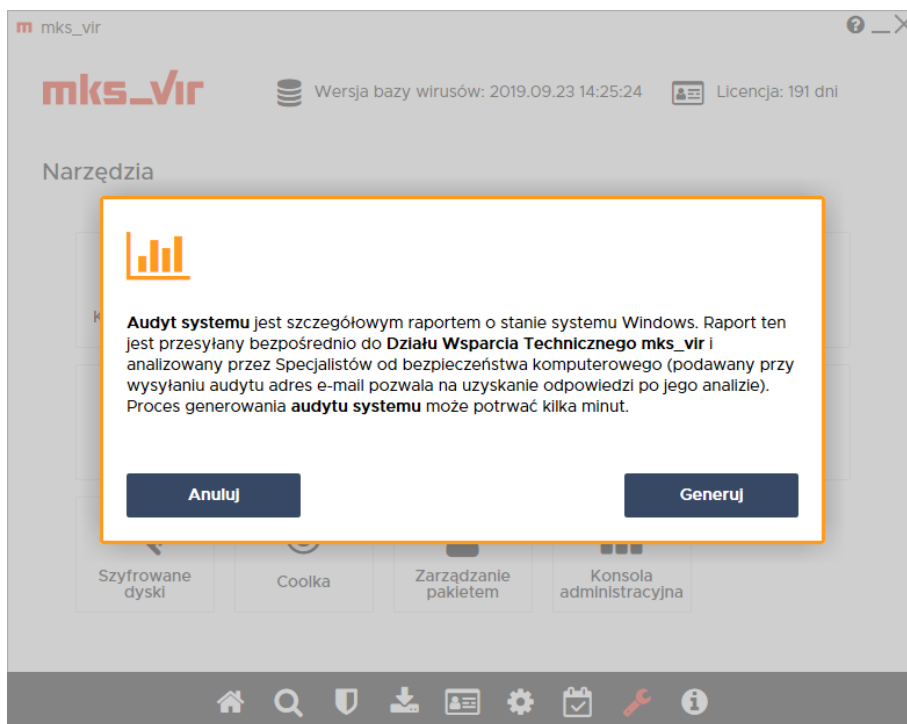 m mks_vir
mks_vir
Wersja bazy wirusów: 2019.09.23 14:25:24
Licencja: 191 dni
Narzędzia
K
Audyt systemu jest szczegółowym raportem o stanie systemu Windows. Raport ten
jest przesyłany bezpośrednio do Działu Wsparcia Technicznego mks_vir i
analizowany przez Specjalistów od bezpieczeństwa komputerowego (podawany przy
wysyłaniu audytu adres e-mail pozwala na uzyskanie odpowiedzi po jego analizie).
Proces generowania audytu systemu może potrwać kilka minut.
Anuluj
Generuj
Szyfrowane
dyski
Coolka
Zarządzanie
pakietem
Konsola
administracyjna